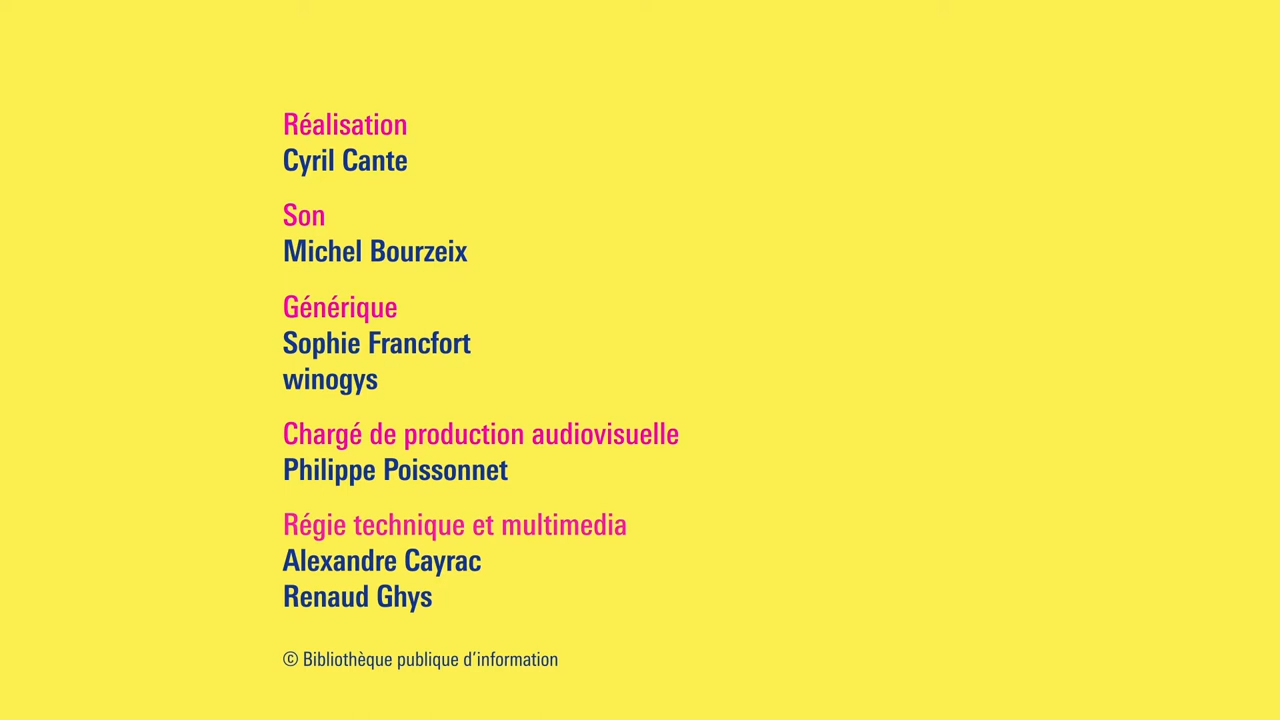 Réalisation
Cyril Cante
Son
Michel Bourzeix
Générique
Sophie Francfort
winogys
Chargé de production audiovisuelle
Philippe Poissonnet
Régie technique et multimedia
Alexandre Cayrac
Renaud Ghys
© Bibliothèque publique d’information